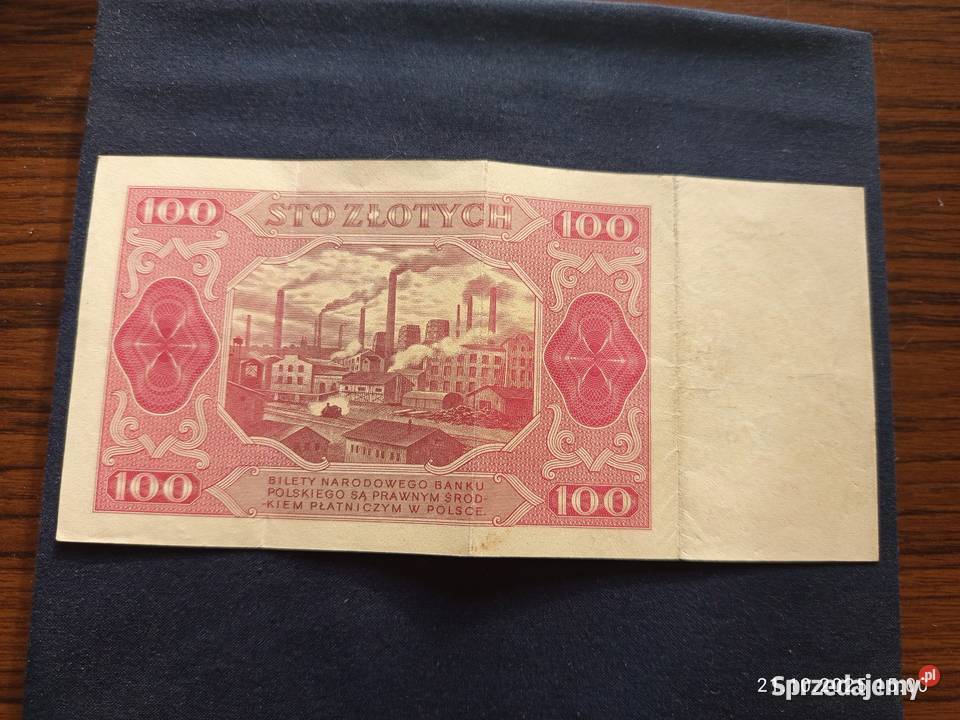 100
STO ZŁOTYCH
100
100
BILETY NARODOWEGO BANKU
POLSKIEGO SĄ PRAWNYM ŚROD-
-KIEM PŁATNICZYM W POLSCE.
100
Sprzedajemy.pl